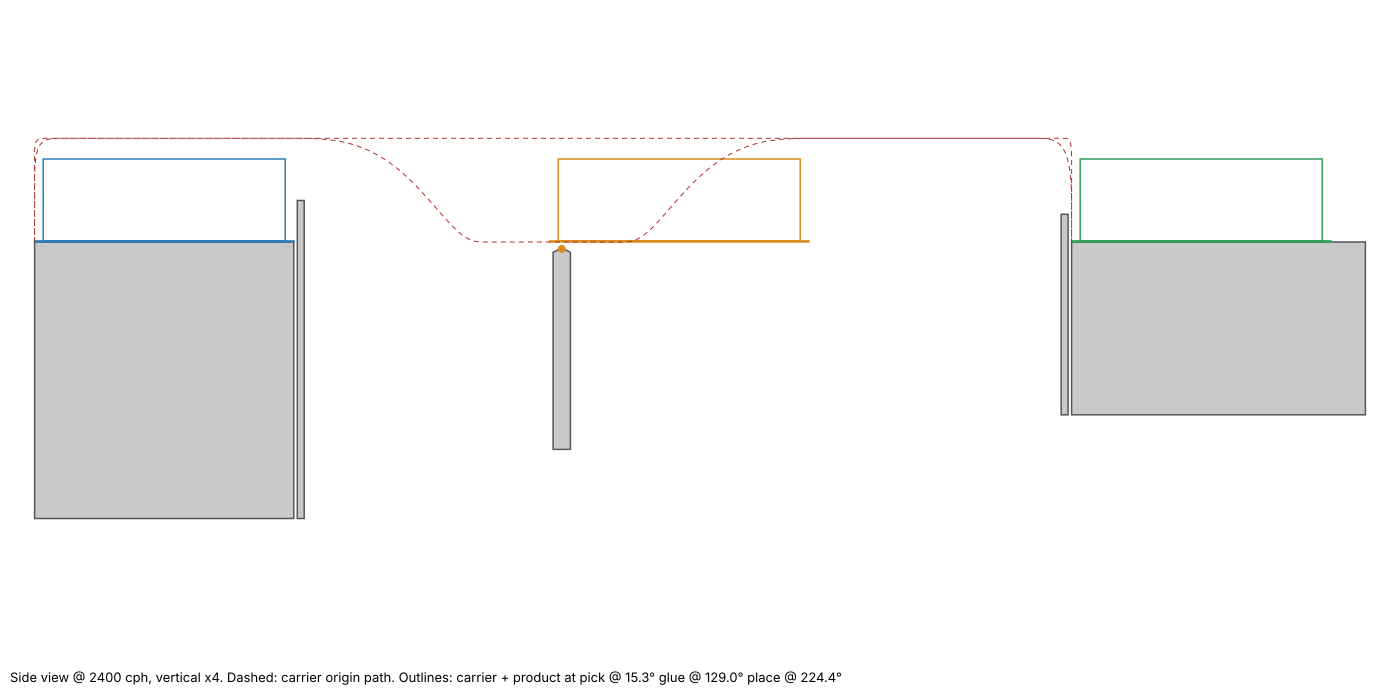 Side view @ 2400 cph, vertical x4. Dashed: carrier origin path. Outlines: carrier + product at pick @ 15.3° glue @ 129.0° place @ 224.4°